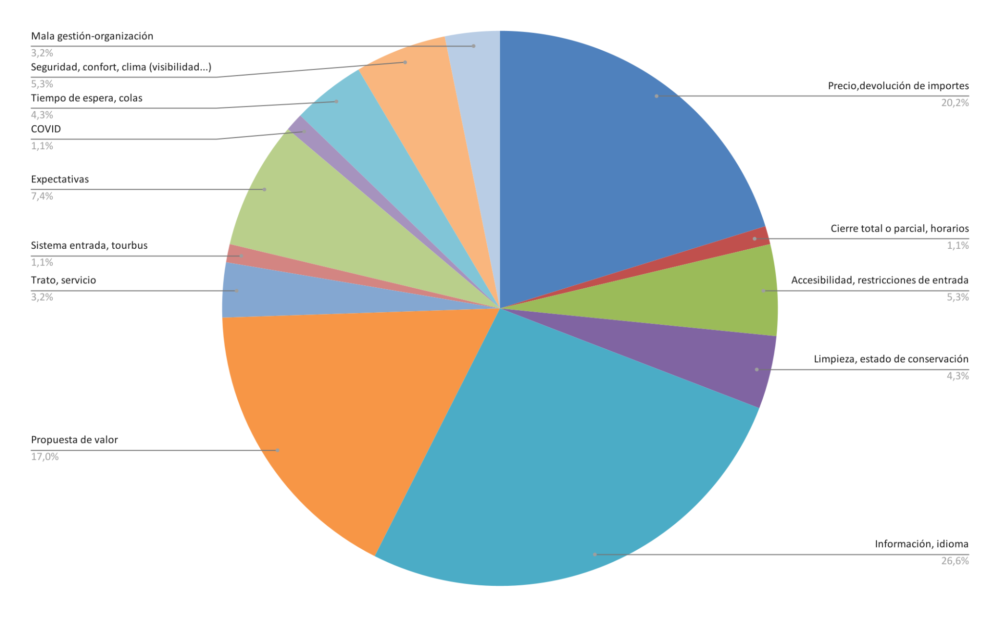 Mala gestión-organización
3,2%
Seguridad, confort, clima (visibilidad...)
5,3%
Tiempo de espera, colas
4,3%
COVID
1,1%
Expectativas
7,4%
Sistema entrada, tourbus
1,1%
Trato, servicio
3,2%
Propuesta de valor
17,0%
Precio,devolución de importes
20,2%
Cierre total o parcial, horarios
1,1%
Accesibilidad, restricciones de entrada
5,3%
Limpieza, estado de conservación
4,3%
Información, idioma
26,6%